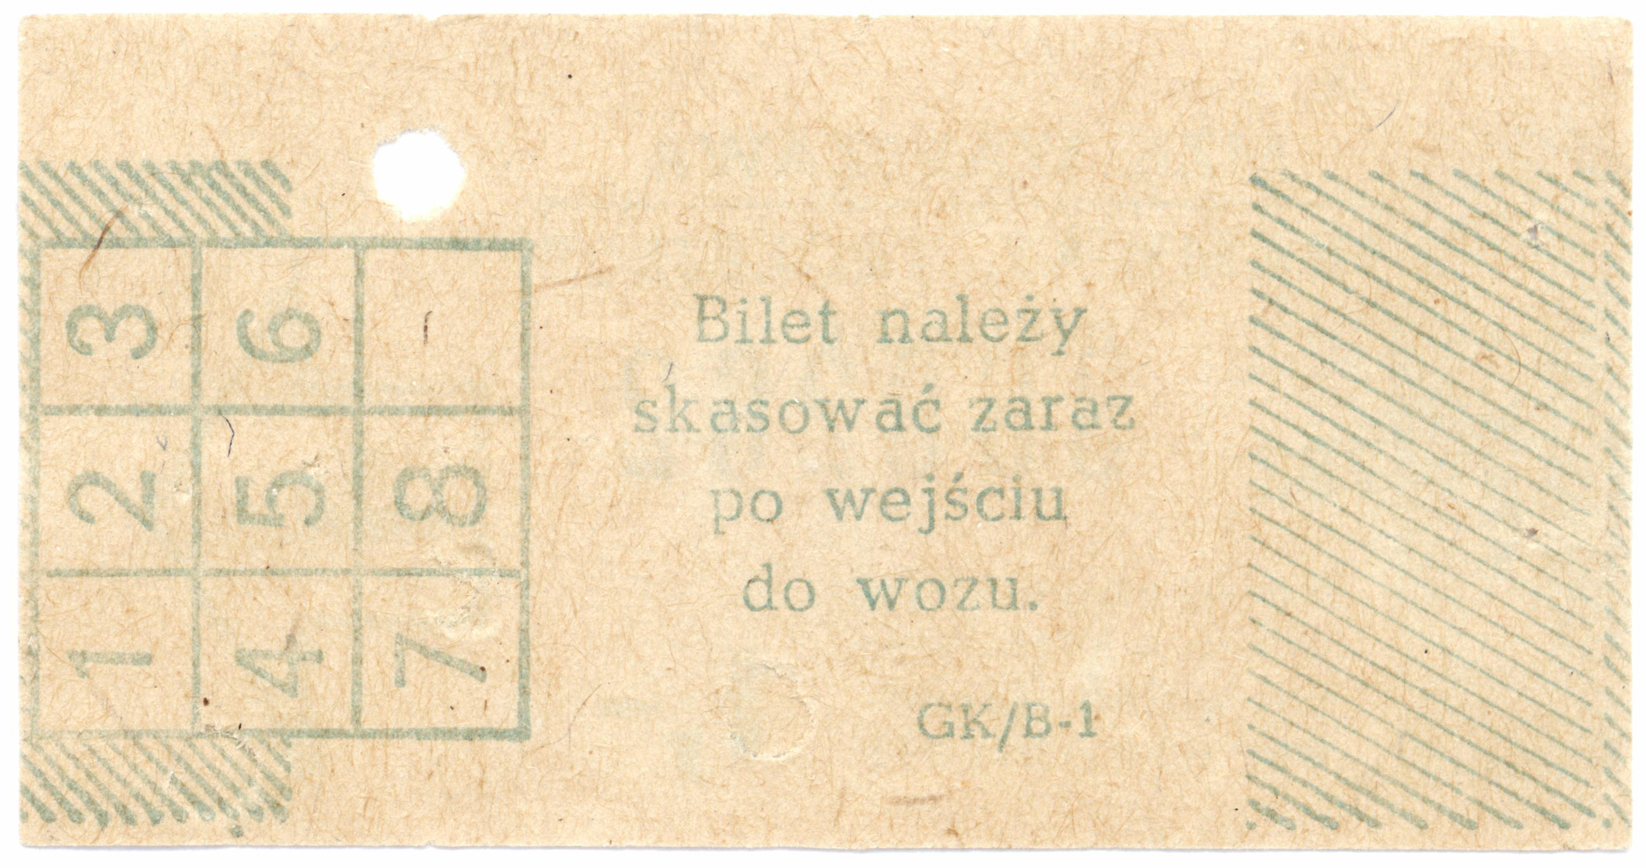 3 6
2 5 8
1 4 7
Bilet należy
skasować zaraz
po wejściu
do wozu.
GK/B-1